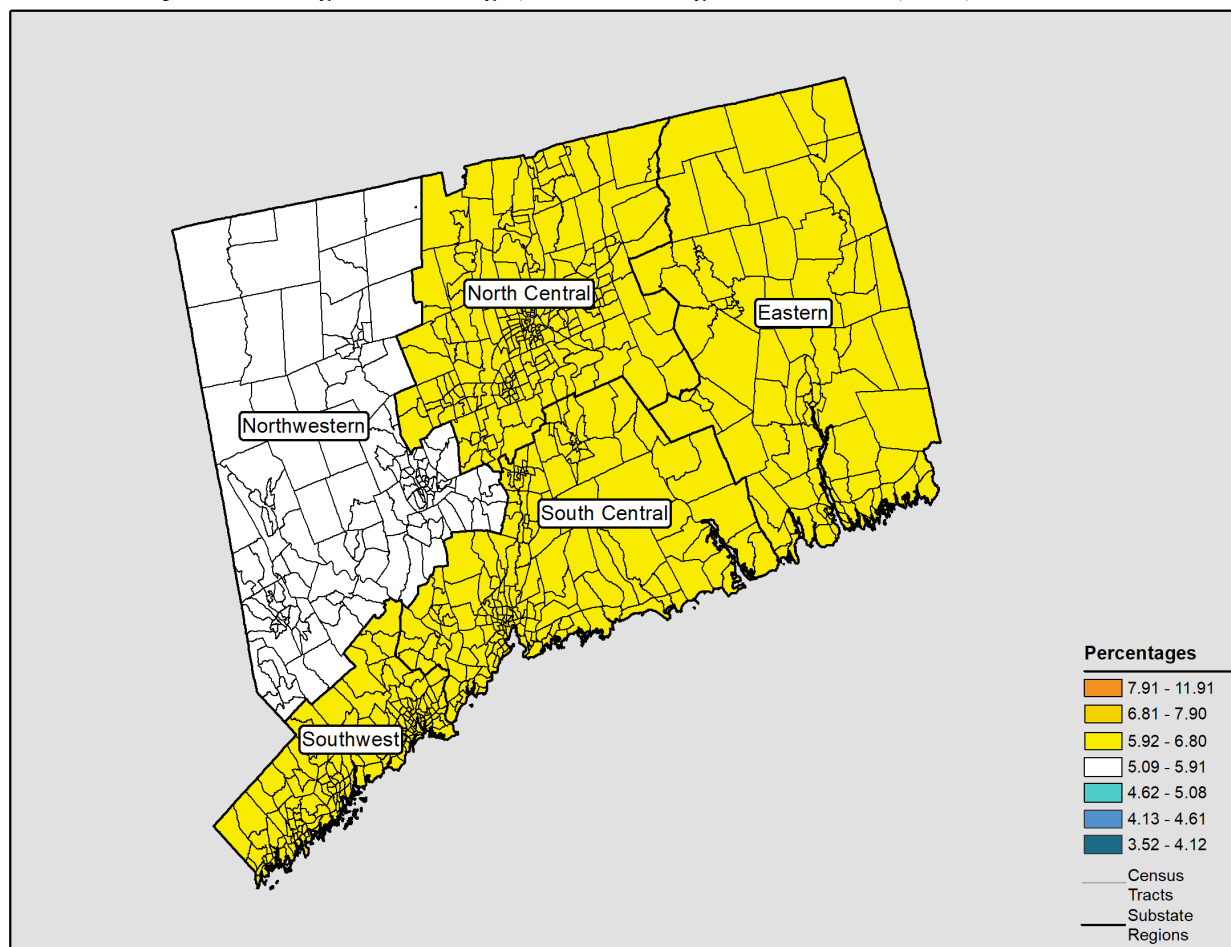 North Central
Eastern
Northwestern
South Central
Southwest
Percentages
7.91 - 11.91
6.81 - 7.90
5.92 - 6.80
5.09 - 5.91
4.62 - 5.08
4.13 - 4.61
3.52 - 4.12
Census
Tracts
Substate
Regions